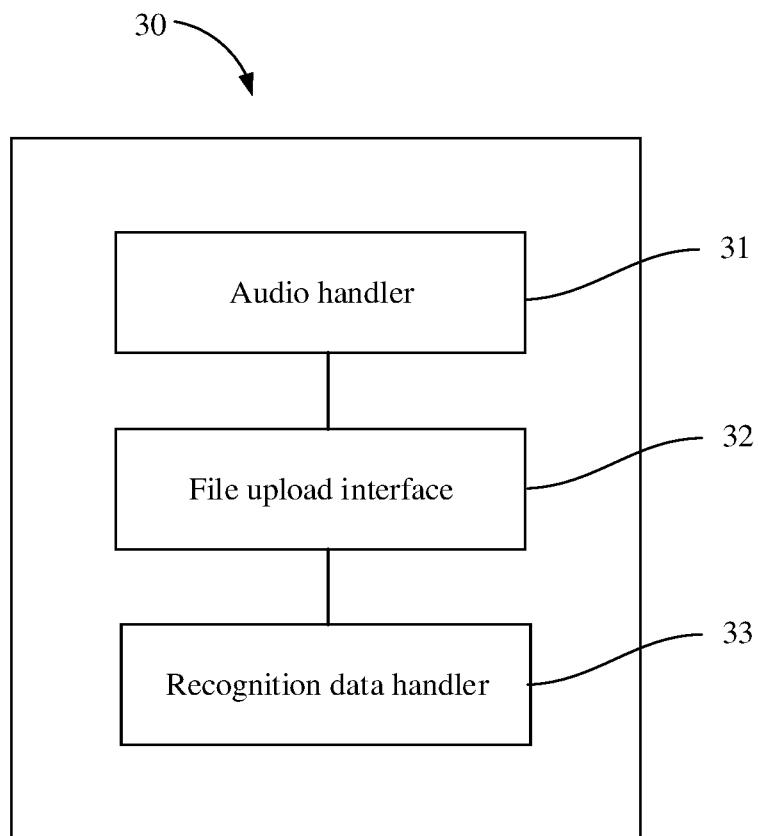 30
Audio handler
31
File upload interface
32
Recognition data handler
33